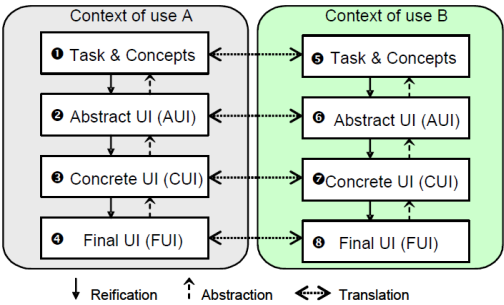 Context of use A
Context of use B
❶ Task & Concepts
❺ Task & Concepts
❷ Abstract UI (AUI)
❻ Abstract UI (AUI)
❸ Concrete UI (CUI)
❼ Concrete UI (CUI)
❹ Final UI (FUI)
❽ Final UI (FUI)
Reification
Abstraction
Translation